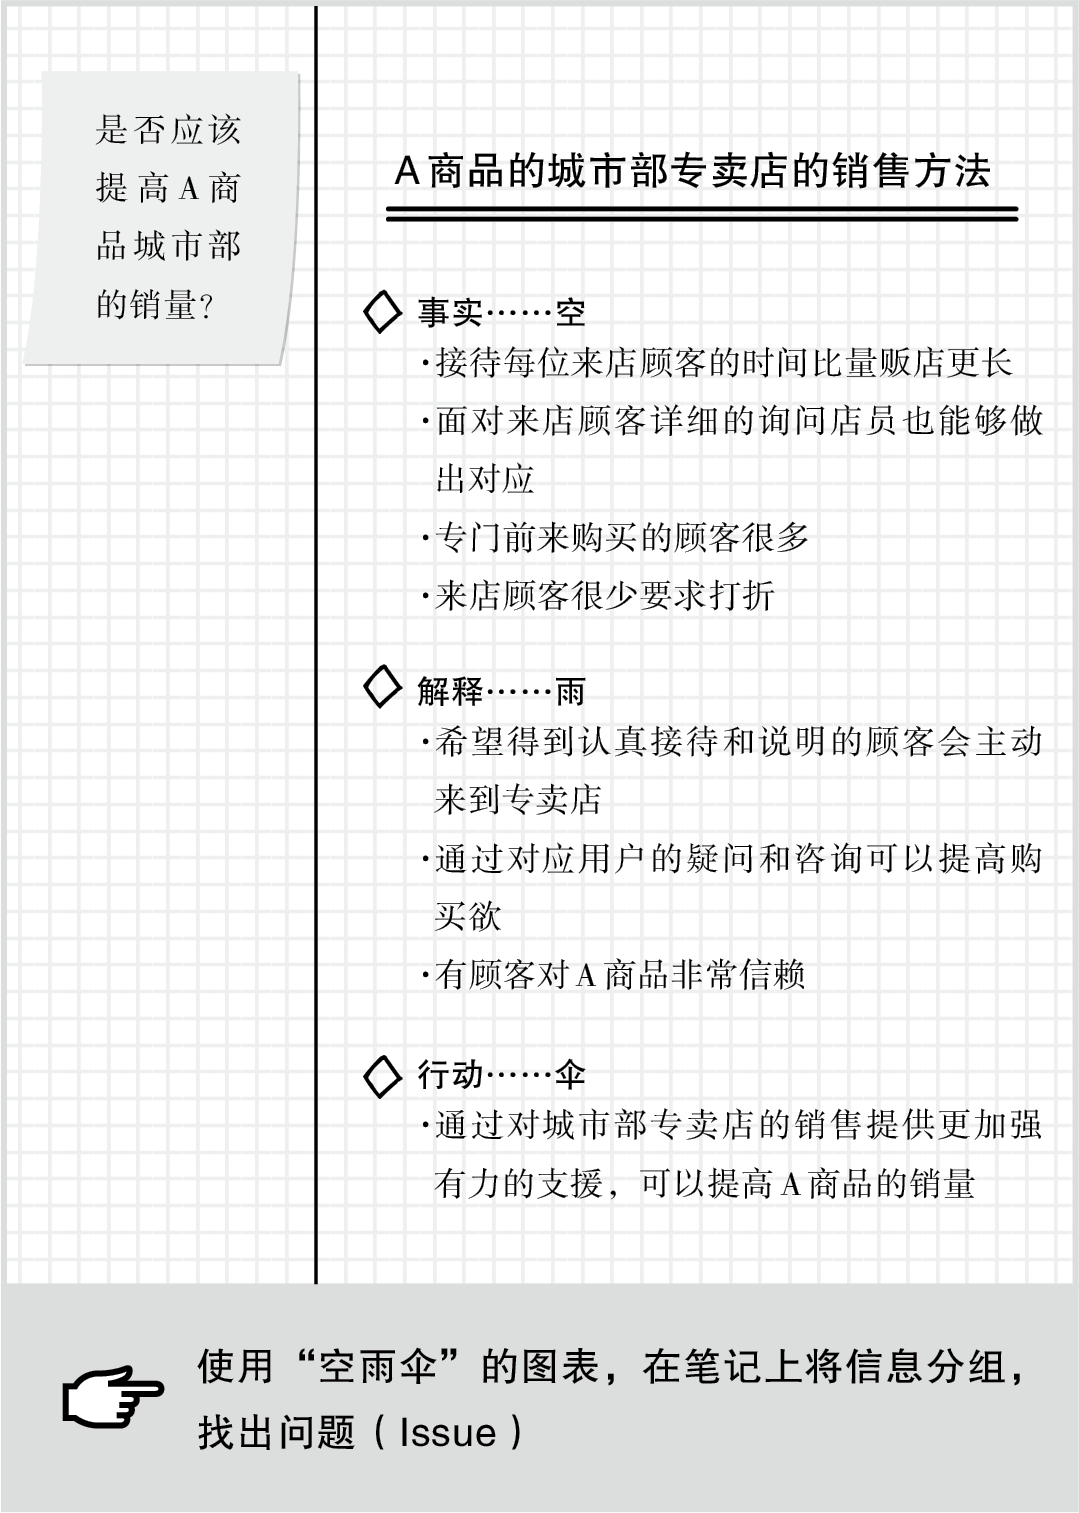 是否应该
提高A商
品城市部
的销量？
A商品的城市部专卖店的销售方法
事实……空
·接待每位来店顾客的时间比量贩店更长
·面对来店顾客详细的询问店员也能够做
出对应
·专门前来购买的顾客很多
·来店顾客很少要求打折
解释……雨
·希望得到认真接待和说明的顾客会主动
来到专卖店
·通过对应用户的疑问和咨询可以提高购
买欲
·有顾客对A商品非常信赖
行动……伞
·通过对城市部专卖店的销售提供更加强
有力的支援，可以提高A商品的销量
使用“空雨伞”的图表，在笔记上将信息分组，
找出问题（Issue）